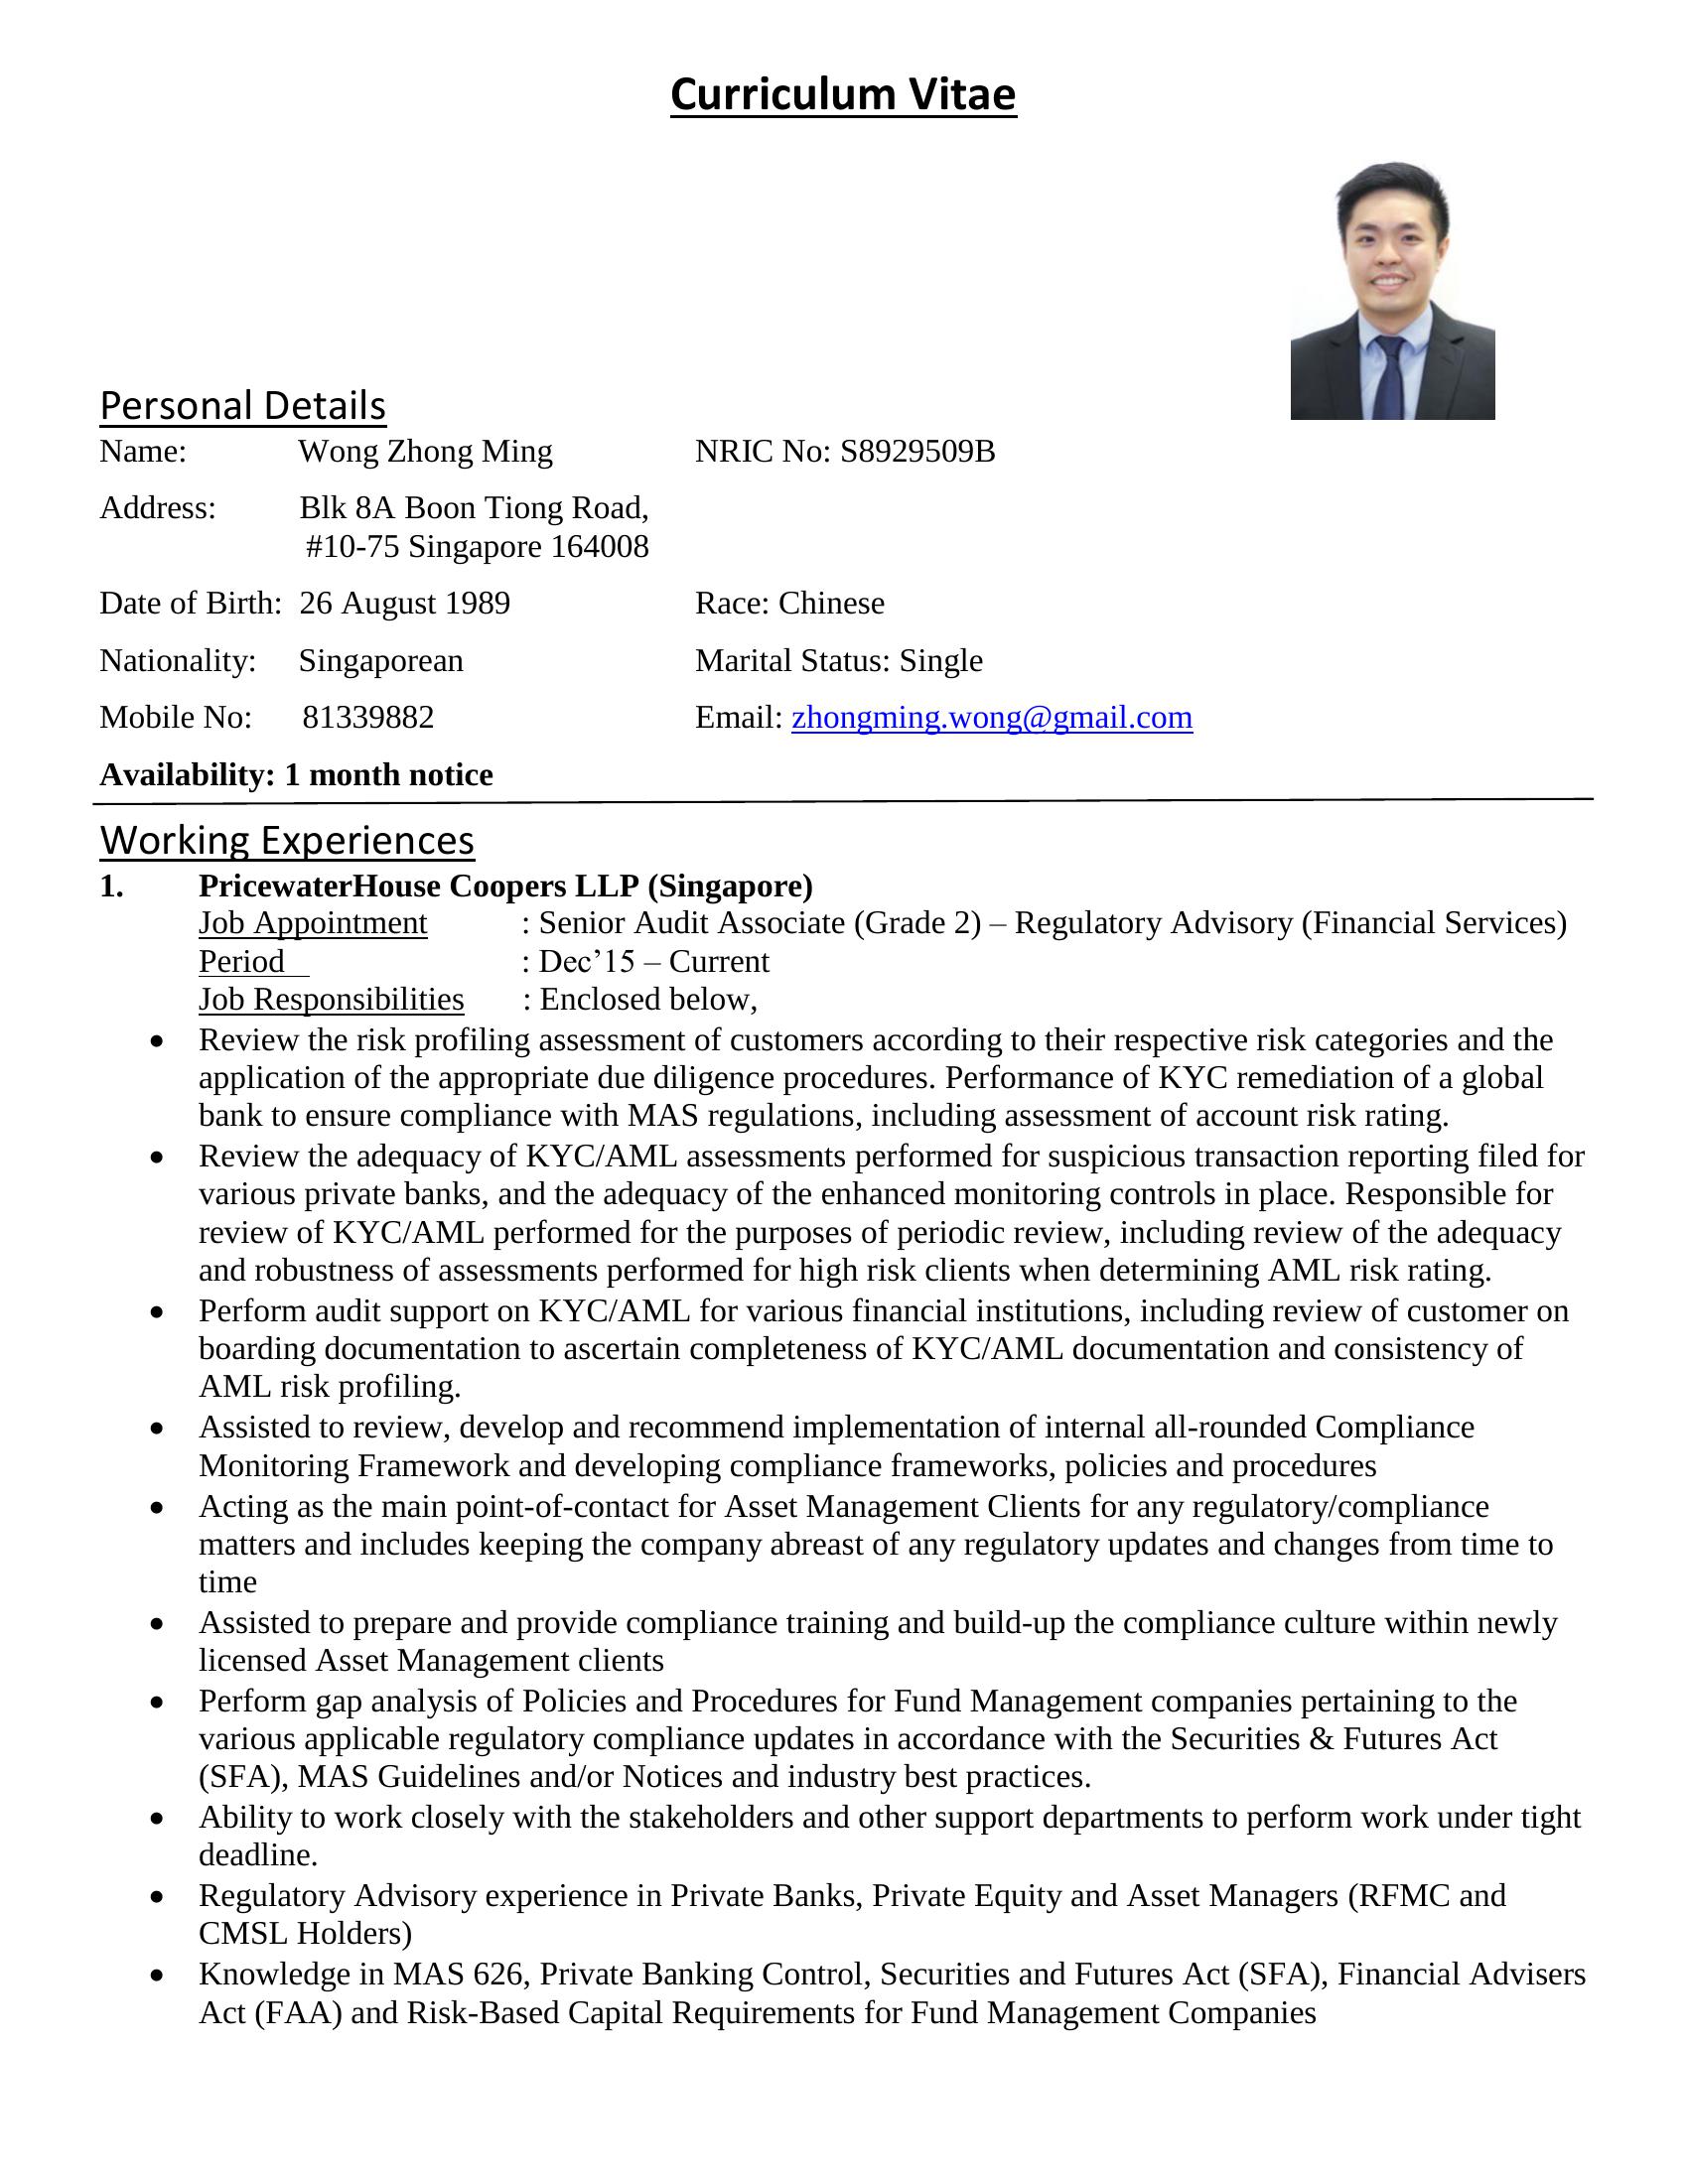 Curriculum Vitae
Personal Details
Name: Wong Zhong Ming NRIC No: S8929509B
Address: Blk 8A Boon Tiong Road,
#10-75 Singapore 164008
Date of Birth: 26 August 1989 Race: Chinese
Nationality: Singaporean Marital Status: Single
Mobile No: 81339882 Email: zhongming.wong@gmail.com
Availability: 1 month notice
Working Experiences
1. PricewaterHouse Coopers LLP (Singapore)
Job Appointment : Senior Audit Associate (Grade 2) – Regulatory Advisory (Financial Services)
Period : Dec’15 – Current
Job Responsibilities : Enclosed below,
• Review the risk profiling assessment of customers according to their respective risk categories and the
application of the appropriate due diligence procedures. Performance of KYC remediation of a global
bank to ensure compliance with MAS regulations, including assessment of account risk rating.
• Review the adequacy of KYC/AML assessments performed for suspicious transaction reporting filed for
various private banks, and the adequacy of the enhanced monitoring controls in place. Responsible for
review of KYC/AML performed for the purposes of periodic review, including review of the adequacy
and robustness of assessments performed for high risk clients when determining AML risk rating.
• Perform audit support on KYC/AML for various financial institutions, including review of customer on
boarding documentation to ascertain completeness of KYC/AML documentation and consistency of
AML risk profiling.
• Assisted to review, develop and recommend implementation of internal all-rounded Compliance
Monitoring Framework and developing compliance frameworks, policies and procedures
• Acting as the main point-of-contact for Asset Management Clients for any regulatory/compliance
matters and includes keeping the company abreast of any regulatory updates and changes from time to
time
• Assisted to prepare and provide compliance training and build-up the compliance culture within newly
licensed Asset Management clients
• Perform gap analysis of Policies and Procedures for Fund Management companies pertaining to the
various applicable regulatory compliance updates in accordance with the Securities & Futures Act
(SFA), MAS Guidelines and/or Notices and industry best practices.
• Ability to work closely with the stakeholders and other support departments to perform work under tight
deadline.
• Regulatory Advisory experience in Private Banks, Private Equity and Asset Managers (RFMC and
CMSL Holders)
• Knowledge in MAS 626, Private Banking Control, Securities and Futures Act (SFA), Financial Advisers
Act (FAA) and Risk-Based Capital Requirements for Fund Management Companies